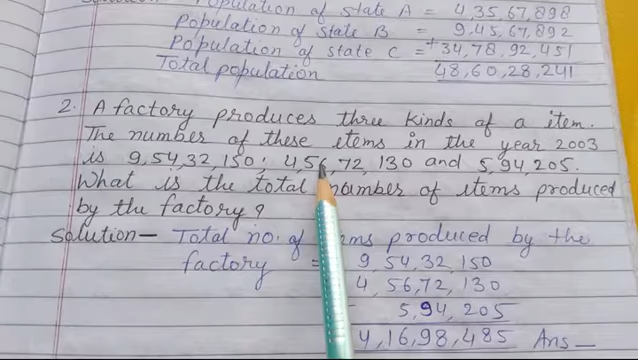 Population of state A = 4,35,67,898
Population of state B = 9,45,67,892
Population of state C = +34,78,92,451
Total population 48,60,28,241
2. A factory produces three kinds of a item.
The number of these items in the year 2003
is 9,54,32,150; 4,56,72,130 and 5,94,205.
What is the total number of items produced
by the factory?
Solution- Total no. of items produced by the
factory = 9,54,32,150
4,56,72,130
5,94,205
4,16,98,485 Ans-